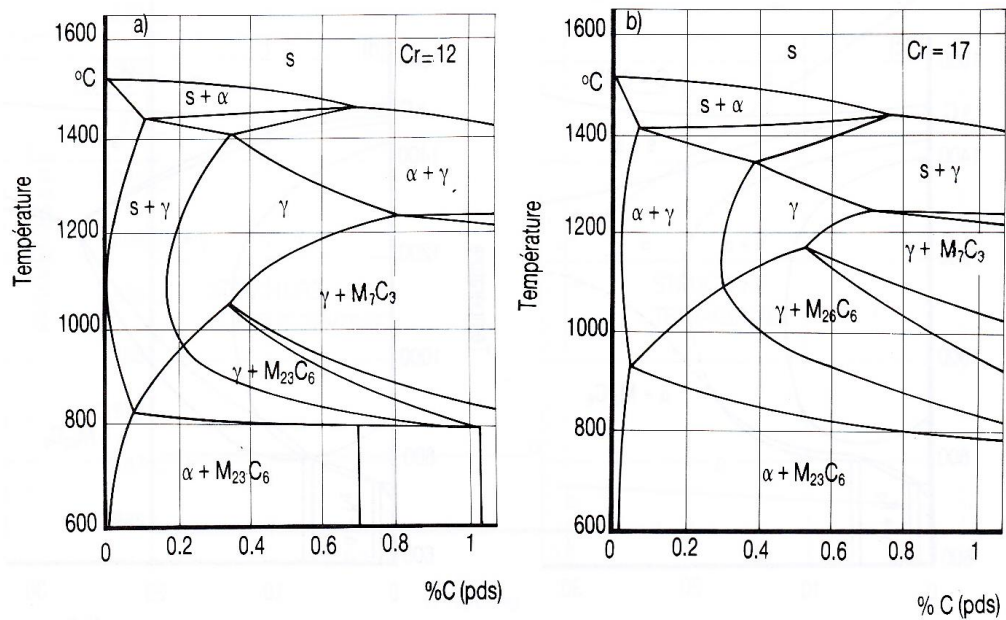 a)
Cr=12
1600
°C
1400
1200
1000
800
600
Température
s
s + α
α + γ
s + γ
γ
γ + M₇C₃
γ + M₂₃C₆
α + M₂₃C₆
0
0.2
0.4
0.6
0.8
1
%C (pds)
b)
Cr = 17
1600
°C
1400
1200
1000
800
600
Température
s
s + α
s + γ
α + γ
γ
γ + M₇C₃
γ + M₂₆C₆
α + M₂₃C₆
0
0.2
0.4
0.6
0.8
1
% C (pds)